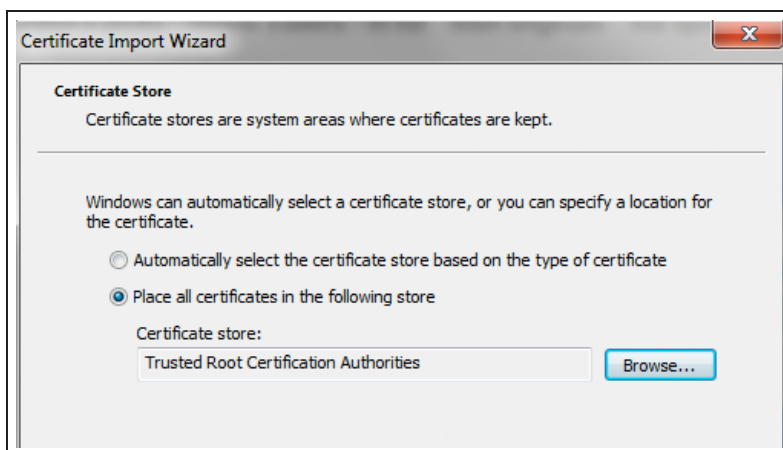 Certificate Import Wizard
Certificate Store
Certificate stores are system areas where certificates are kept.
Windows can automatically select a certificate store, or you can specify a location for
the certificate.
Automatically select the certificate store based on the type of certificate
Place all certificates in the following store
Certificate store:
Trusted Root Certification Authorities
Browse...